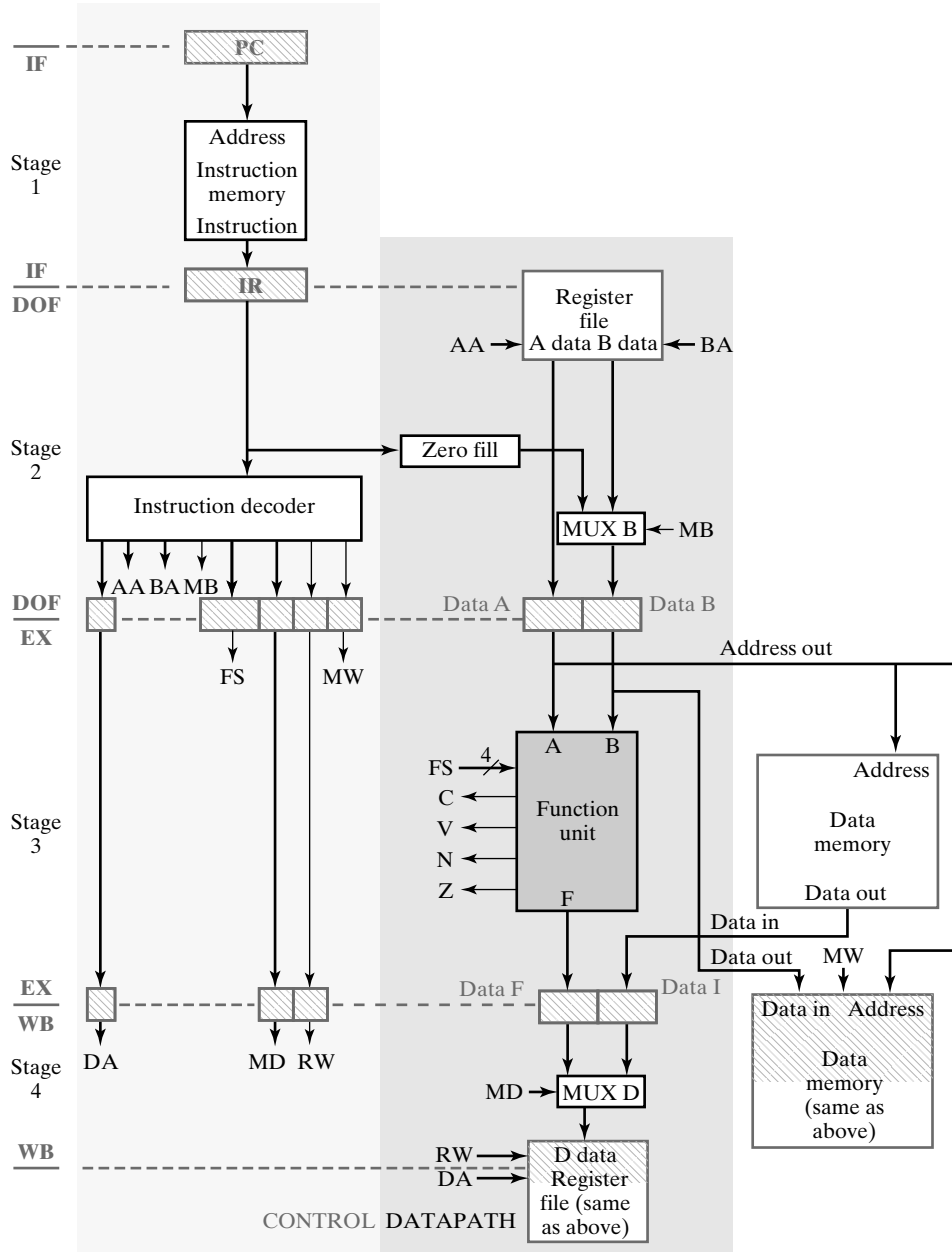 PC
IF
Address
Stage
1
Instruction
memory
Instruction
IF
IR
DOF
Register
file
AA
A data B data
BA
Stage
2
Zero fill
Instruction decoder
MUX B
MB
AA BA MB
DOF
Data A
Data B
EX
Address out
FS
MW
A
B
4
FS
Address
C
Function
unit
Stage
3
V
Data
memory
N
Z
F
Data out
Data in
Data out
MW
EX
Data F
Data I
WB
Data in
Address
DA
MD
RW
Stage
4
Data
memory
(same as
above)
MD
MUX D
WB
RW
D data
DA
Register
file (same
as above)
CONTROL DATAPATH